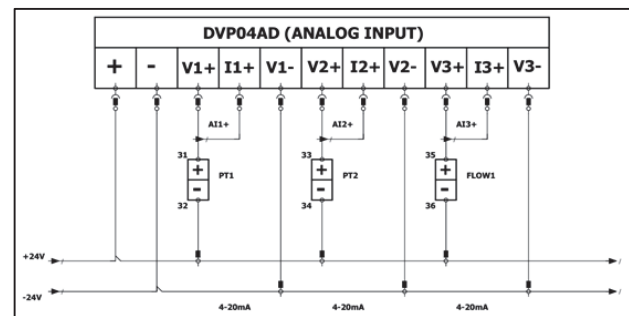 DVP04AD (ANALOG INPUT)
+ - V1+ I1+ V1- V2+ I2+ V2- V3+ I3+ V3-
AI1+ AI2+ AI3+
31 33 35
+ + +
PT1 PT2 FLOW1
- - -
32 34 36
+24V
-24V
4-20mA 4-20mA 4-20mA